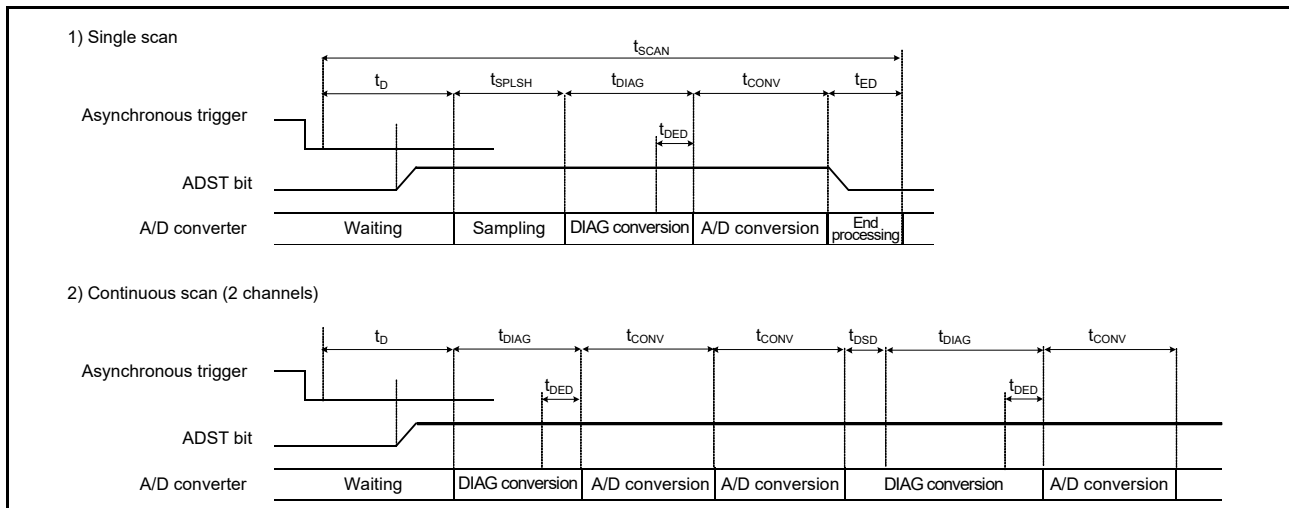 1) Single scan
tSCAN
tD tSPLSH tDIAG tCONV tED
Asynchronous trigger
tDED
ADST bit
A/D converter Waiting Sampling DIAG conversion A/D conversion End processing
2) Continuous scan (2 channels)
tD tDIAG tCONV tCONV tDSD tDIAG tCONV
Asynchronous trigger
tDED tDED
ADST bit
A/D converter Waiting DIAG conversion A/D conversion A/D conversion DIAG conversion A/D conversion